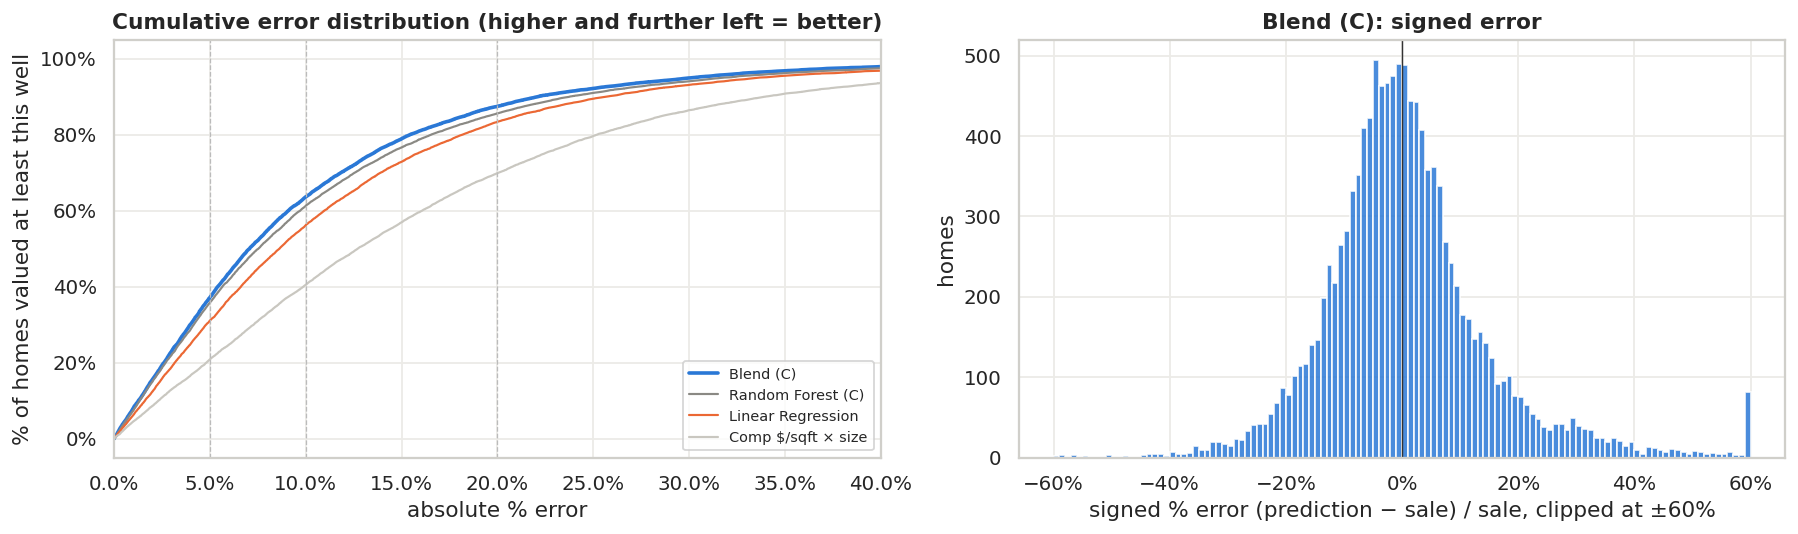 Cumulative error distribution (higher and further left = better)
% of homes valued at least this well
100%
80%
60%
40%
20%
0%
0.0%
5.0%
10.0%
15.0%
20.0%
25.0%
30.0%
35.0%
40.0%
absolute % error
Blend (C)
Random Forest (C)
Linear Regression
Comp $/sqft × size
Blend (C): signed error
homes
500
400
300
200
100
0
−60%
−40%
−20%
0%
20%
40%
60%
signed % error (prediction − sale) / sale, clipped at ±60%